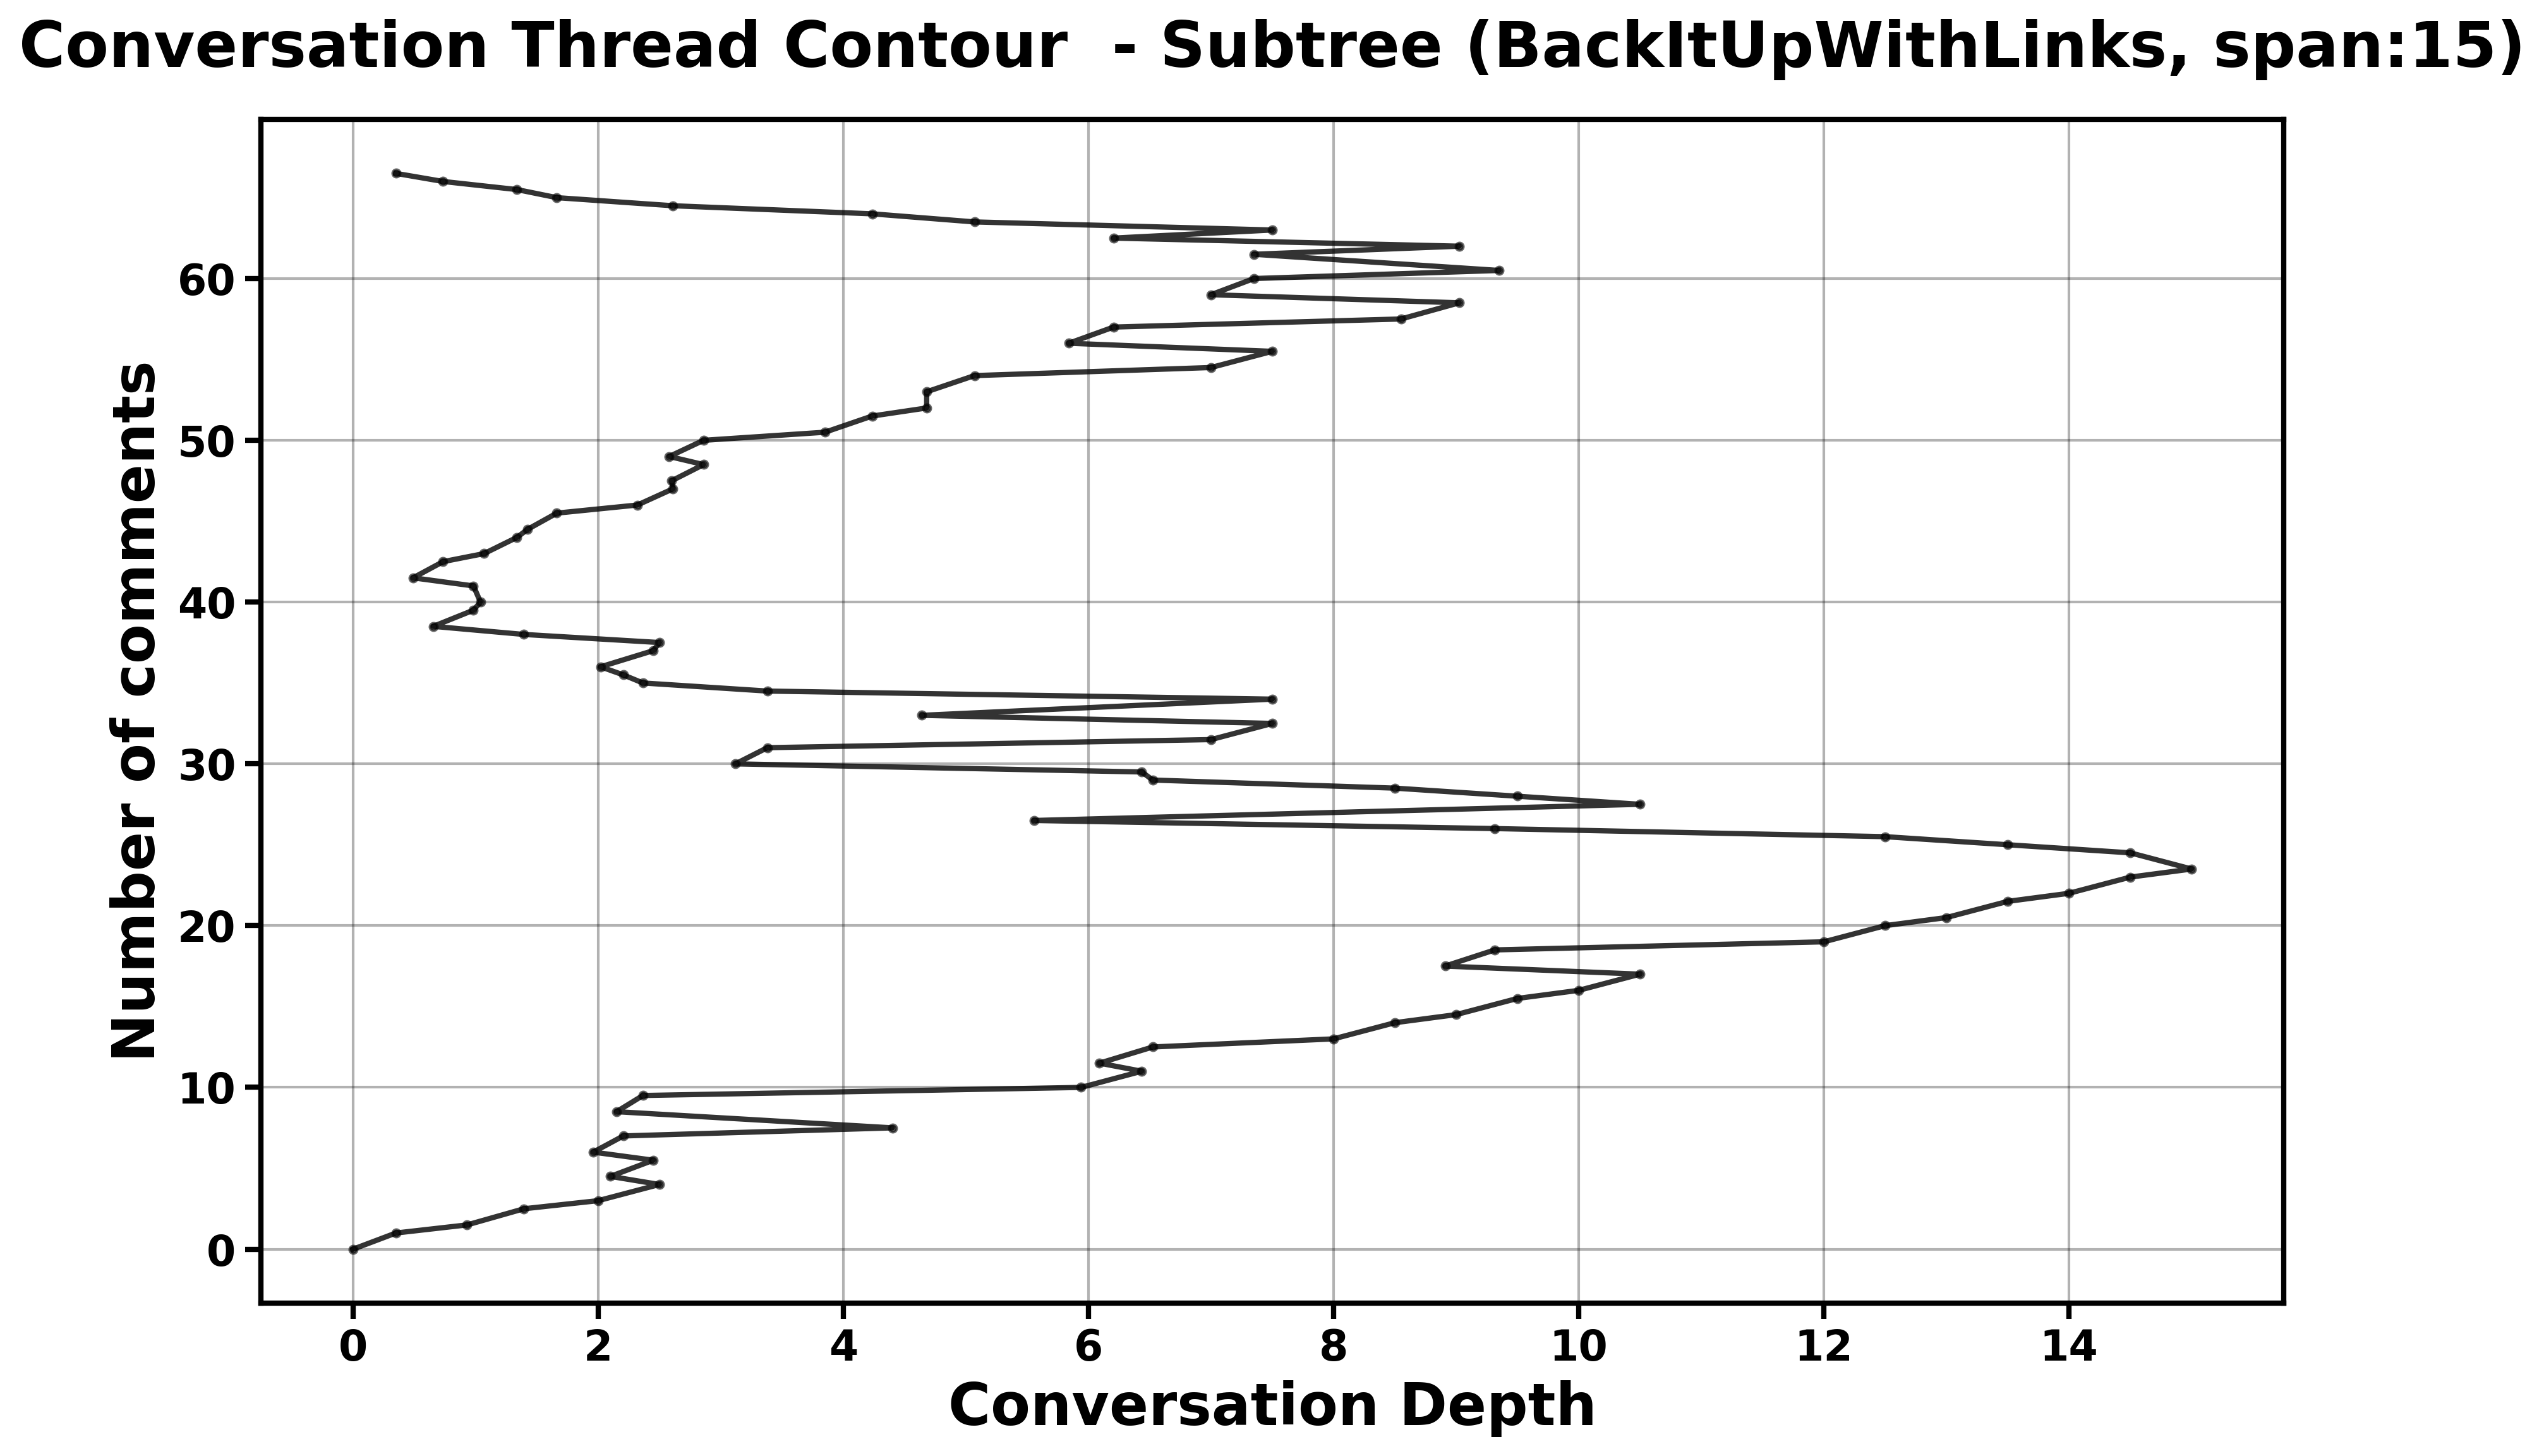 Conversation Thread Contour  - Subtree (BackItUpWithLinks, span:15)
Number of comments
60
50
40
30
20
10
0
0 2 4 6 8 10 12 14
Conversation Depth